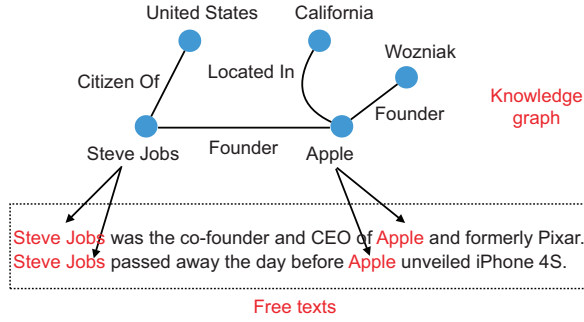 United States
California
Wozniak
Citizen Of
Located In
Founder
Knowledge
graph
Steve Jobs
Founder
Apple
Steve Jobs was the co-founder and CEO of Apple and formerly Pixar.
Steve Jobs passed away the day before Apple unveiled iPhone 4S.
Free texts